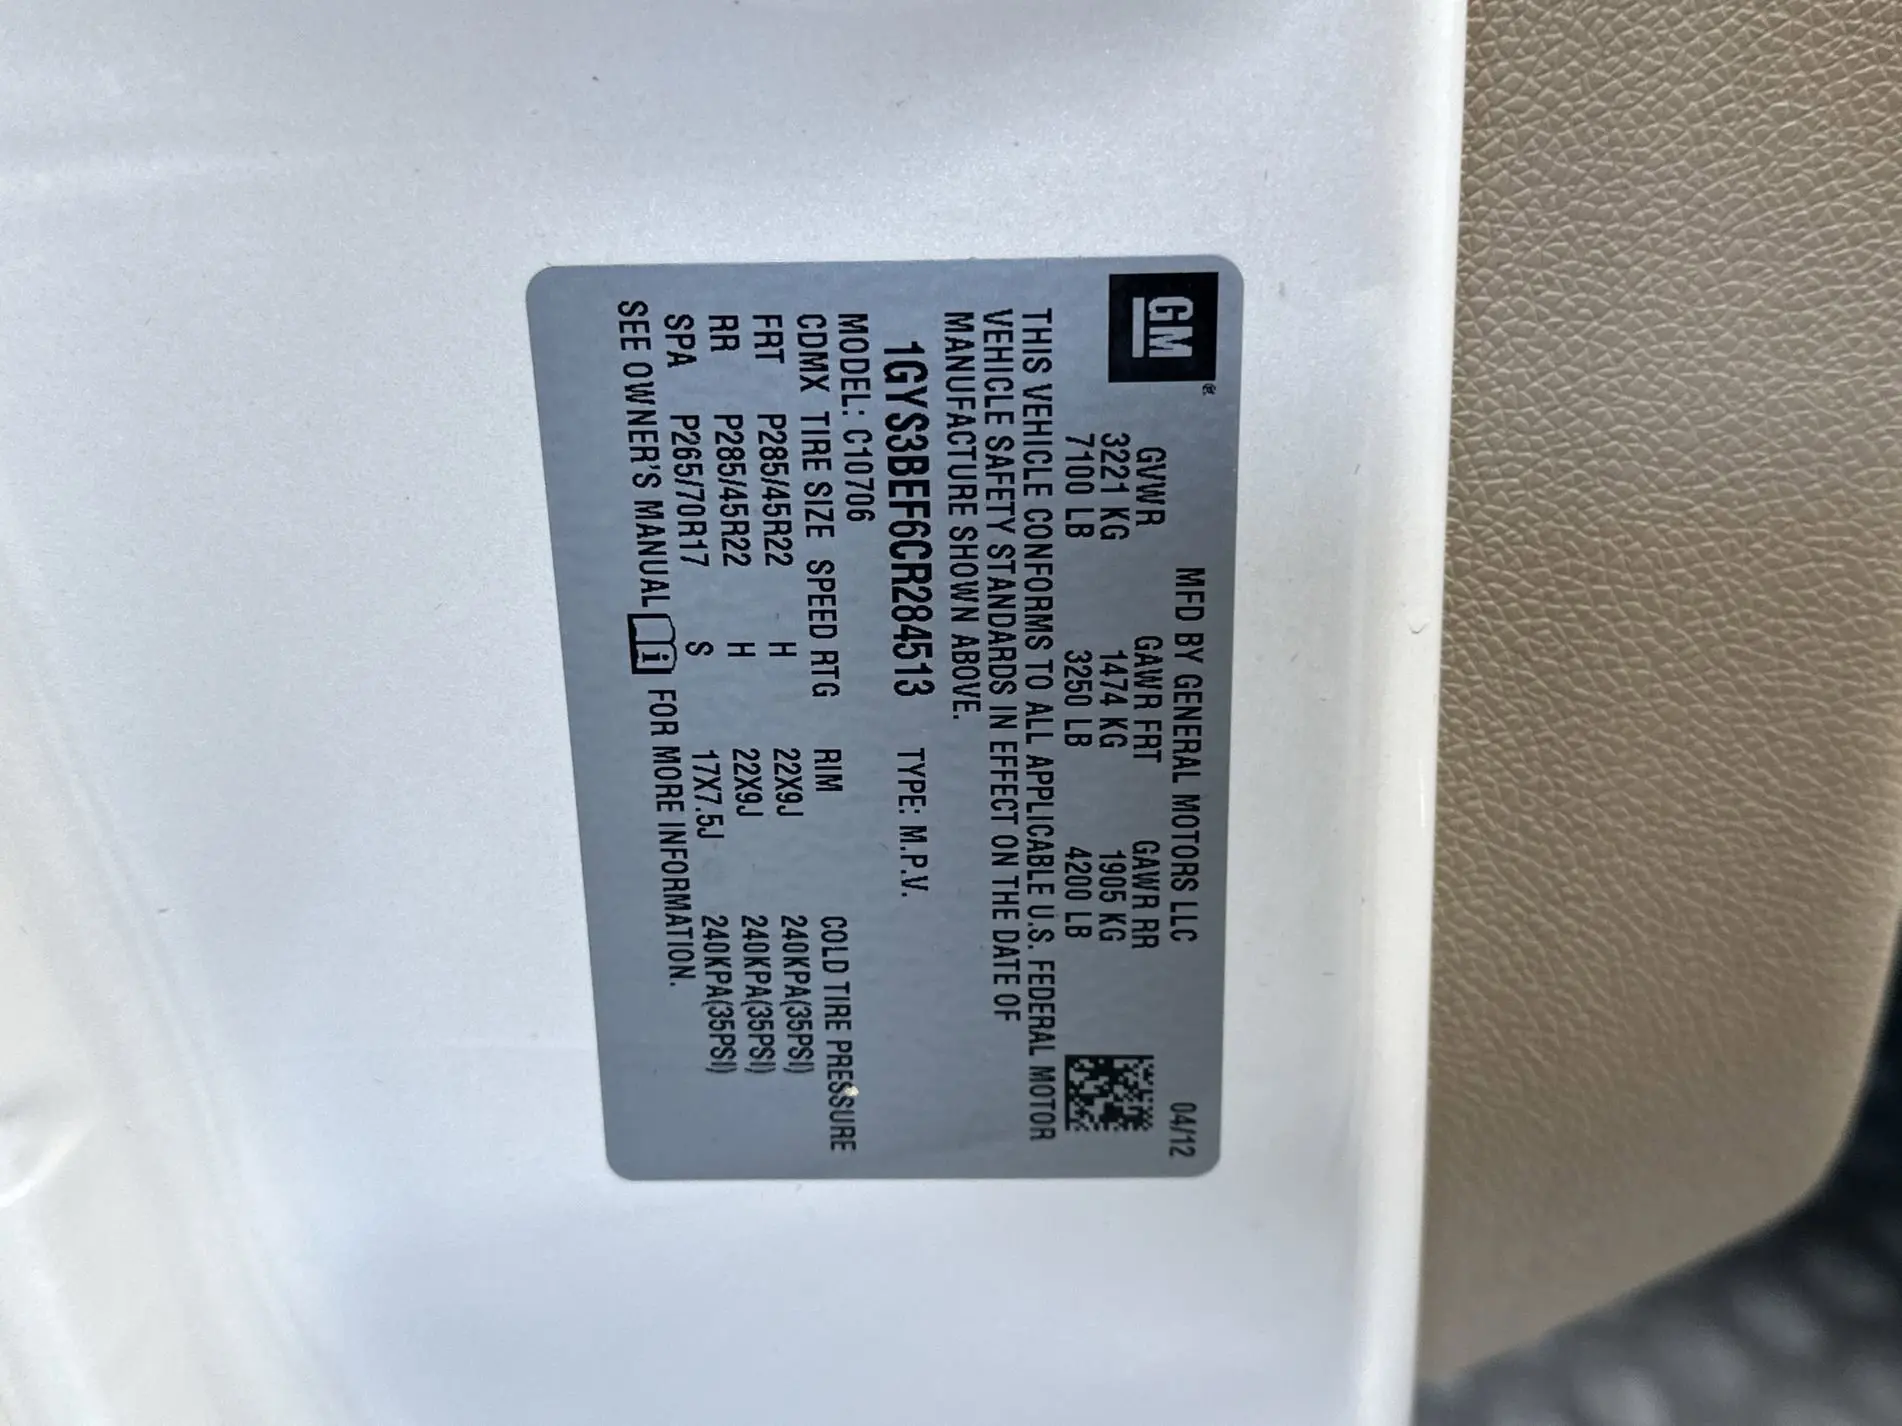 GM®
MFD BY GENERAL MOTORS LLC 04/12
GVWR GAWR FRT GAWR RR
3221 KG 1474 KG 1905 KG
7100 LB 3250 LB 4200 LB
THIS VEHICLE CONFORMS TO ALL APPLICABLE U.S. FEDERAL MOTOR
VEHICLE SAFETY STANDARDS IN EFFECT ON THE DATE OF
MANUFACTURE SHOWN ABOVE.
1GYS3BEF6CR284513 TYPE: M.P.V.
MODEL: C10706
CDMX TIRE SIZE SPEED RTG RIM COLD TIRE PRESSURE
FRT P285/45R22 H 22X9J 240KPA(35PSI)
RR P285/45R22 H 22X9J 240KPA(35PSI)
SPA P265/70R17 S 17X7.5J 240KPA(35PSI)
SEE OWNER'S MANUAL i FOR MORE INFORMATION.